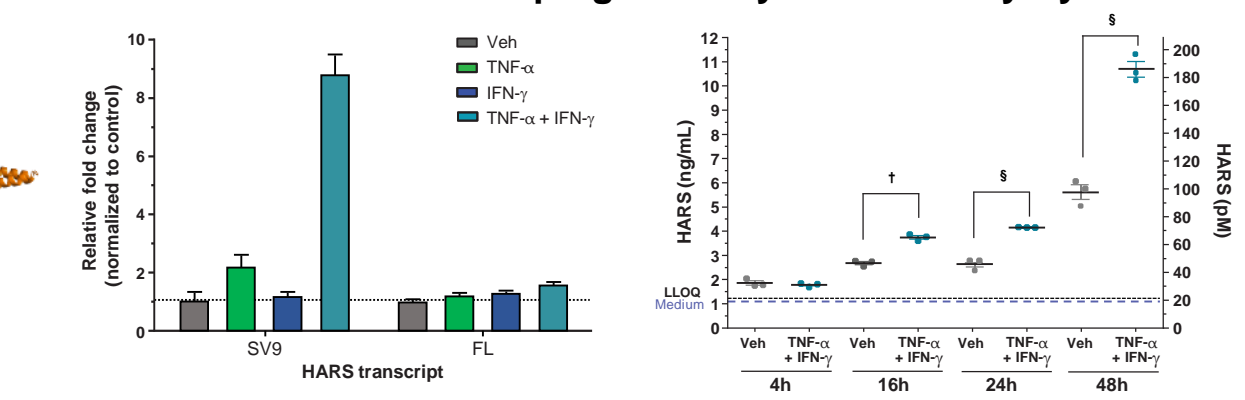 10
8
6
4
2
0
Relative fold change
(normalized to control)
Veh
TNF-α
IFN-γ
TNF-α + IFN-γ
SV9
FL
HARS transcript
12
11
10
9
8
7
6
5
4
3
2
1
0
HARS (ng/mL)
LLOQ
Medium
†
§
§
200
180
160
140
120
100
80
60
40
20
0
HARS (pM)
Veh
TNF-α
+ IFN-γ
Veh
TNF-α
+ IFN-γ
Veh
TNF-α
+ IFN-γ
Veh
TNF-α
+ IFN-γ
4h
16h
24h
48h